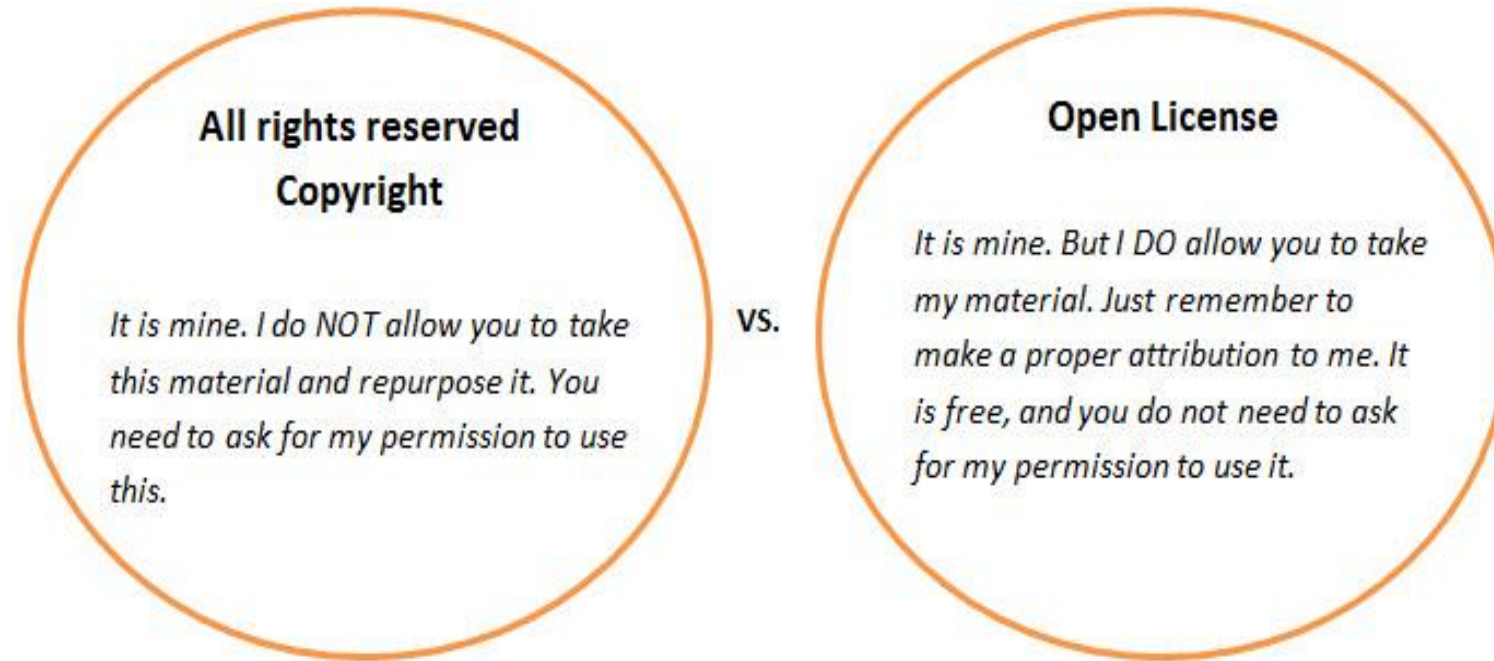 All rights reserved
Copyright
It is mine. I do NOT allow you to take
this material and repurpose it. You
need to ask for my permission to use
this.
vs.
Open License
It is mine. But I DO allow you to take
my material. Just remember to
make a proper attribution to me. It
is free, and you do not need to ask
for my permission to use it.